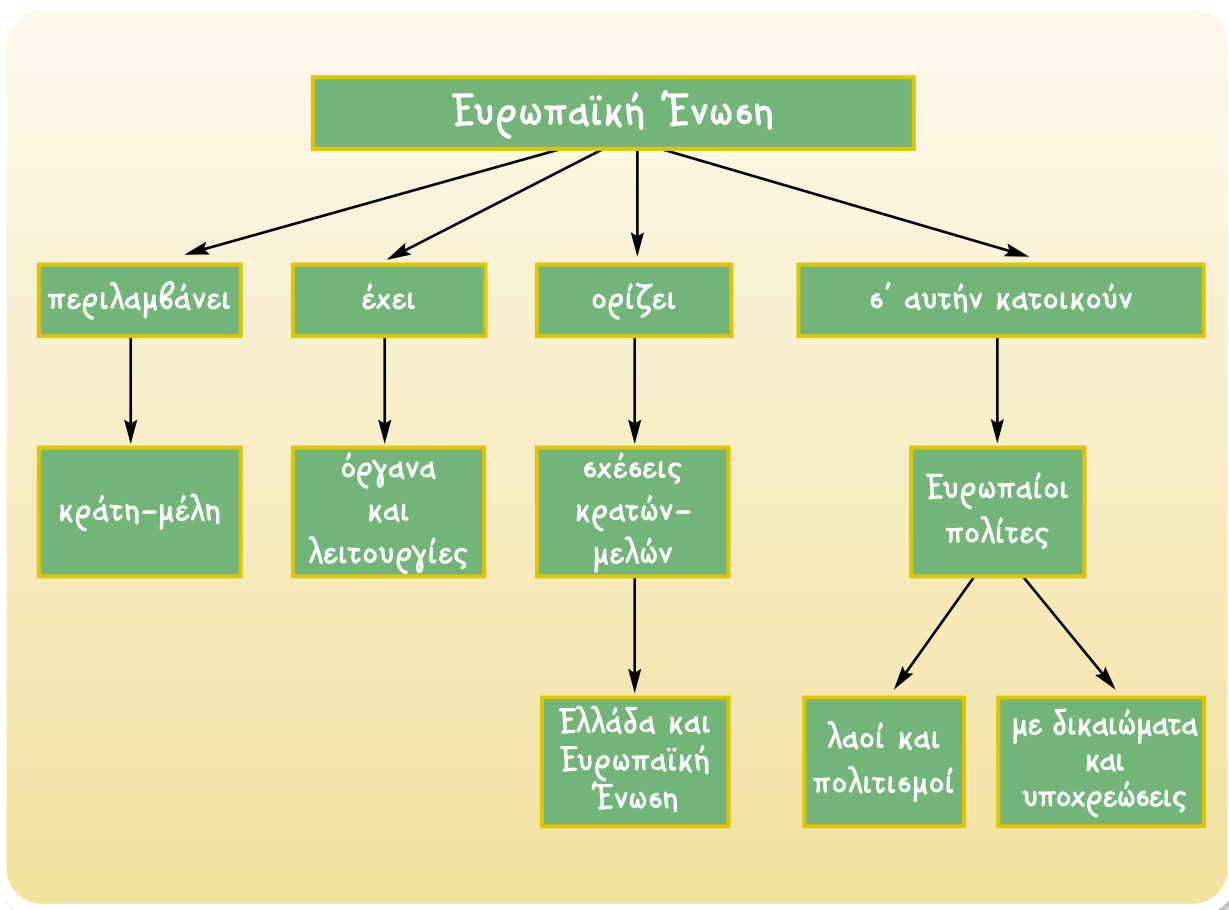 Ευρωπαϊκή Ένωση
περιλαμβάνει
έχει
ορίζει
σ΄ αυτήν κατοικούν
κράτη-μέλη
όργανα
και
λειτουργίες
σχέσεις
κρατών-
μελών
Ευρωπαίοι
πολίτες
Ελλάδα και
Ευρωπαϊκή
Ένωση
λαοί και
πολιτισμοί
με δικαιώματα
και
υποχρεώσεις